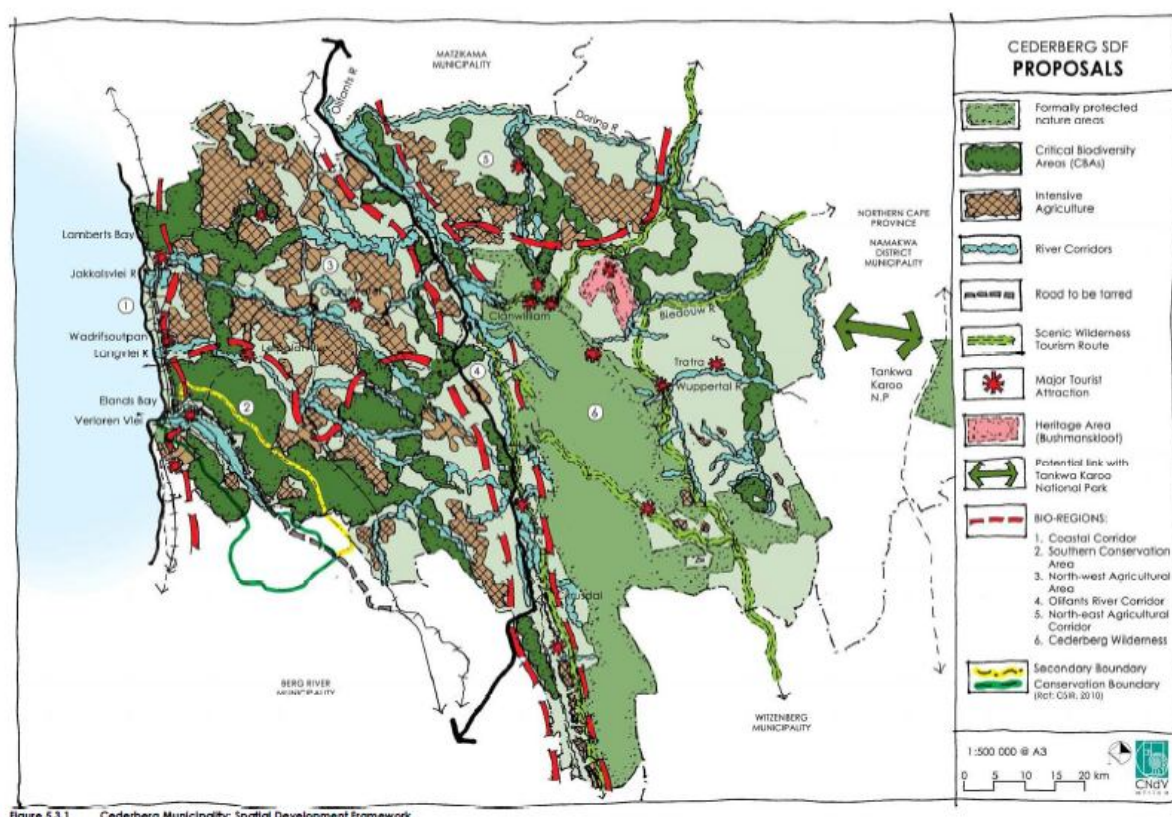 MATZIKAMA
MUNICIPALITY
Olifants R
Doring R
5
NORTHERN CAPE
PROVINCE
NAMAKWA
DISTRICT
MUNICIPALITY
Lamberts Bay
Jakkalsvlei R
3
1
Clanwilliam
Biedouw R
Wadrifsoutpan
Langvlei R
Tratra
Wuppertal R
4
Tankwa
Karoo
N.P
Elands Bay
2
6
Verloren Vlei
Citrusdal
BERG RIVER
MUNICIPALITY
WITZENBERG
MUNICIPALITY
CEDERBERG SDF
PROPOSALS
Formally protected
nature areas
Critical Biodiversity
Areas (CBAs)
Intensive
Agriculture
River Corridors
Road to be tarred
Scenic Wilderness
Tourism Route
Major Tourist
Attraction
Heritage Area
(Bushmanskloof)
Potential link with
Tankwa Karoo
National Park
BIO-REGIONS:
1. Coastal Corridor
2. Southern Conservation
Area
3. North-west Agricultural
Area
4. Olifants River Corridor
5. North-east Agricultural
Corridor
6. Cederberg Wilderness
Secondary Boundary
Conservation Boundary
(Ref: CSIR, 2010)
1:500 000 @ A3
0 5 10 15 20 km
CNdV
africa
Figure 5.3.1 Cederberg Municipality: Spatial Development Framework